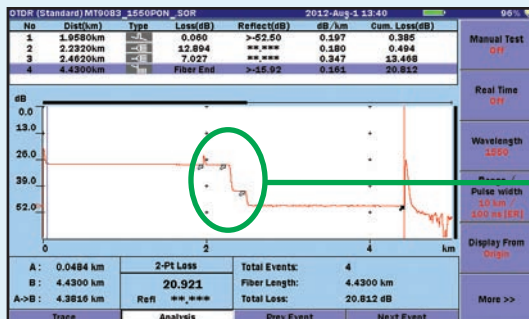 OTDR (Standard) MT9083_1550PON_.SOR 2012-Aug-1 13:40 96%
No Dist(km) Type Loss(dB) Reflect(dB) dB/km Cum. Loss(dB)
1 1.9580km 0.060 >-52.50 0.197 0.385
2 2.2320km 12.894 **.*** 0.180 0.494
3 2.4620km 7.027 **.*** 0.347 13.468
4 4.4300km Fiber End >-15.92 0.161 20.812
Manual Test
Off
Real Time
Off
Wavelength
1550
Pulse width
10 km /
100 ns [ER]
Display From
Origin
More >>
dB
0.0
13.0
26.0
39.0
52.0
0 2 4 km
A: 0.0484 km 2-Pt Loss Total Events: 4
B: 4.4300 km 20.921 Fiber Length: 4.4300 km
A->B: 4.3816 km Refl **.*** Total Loss: 20.812 dB
Trace Analysis Prev Event Next Event